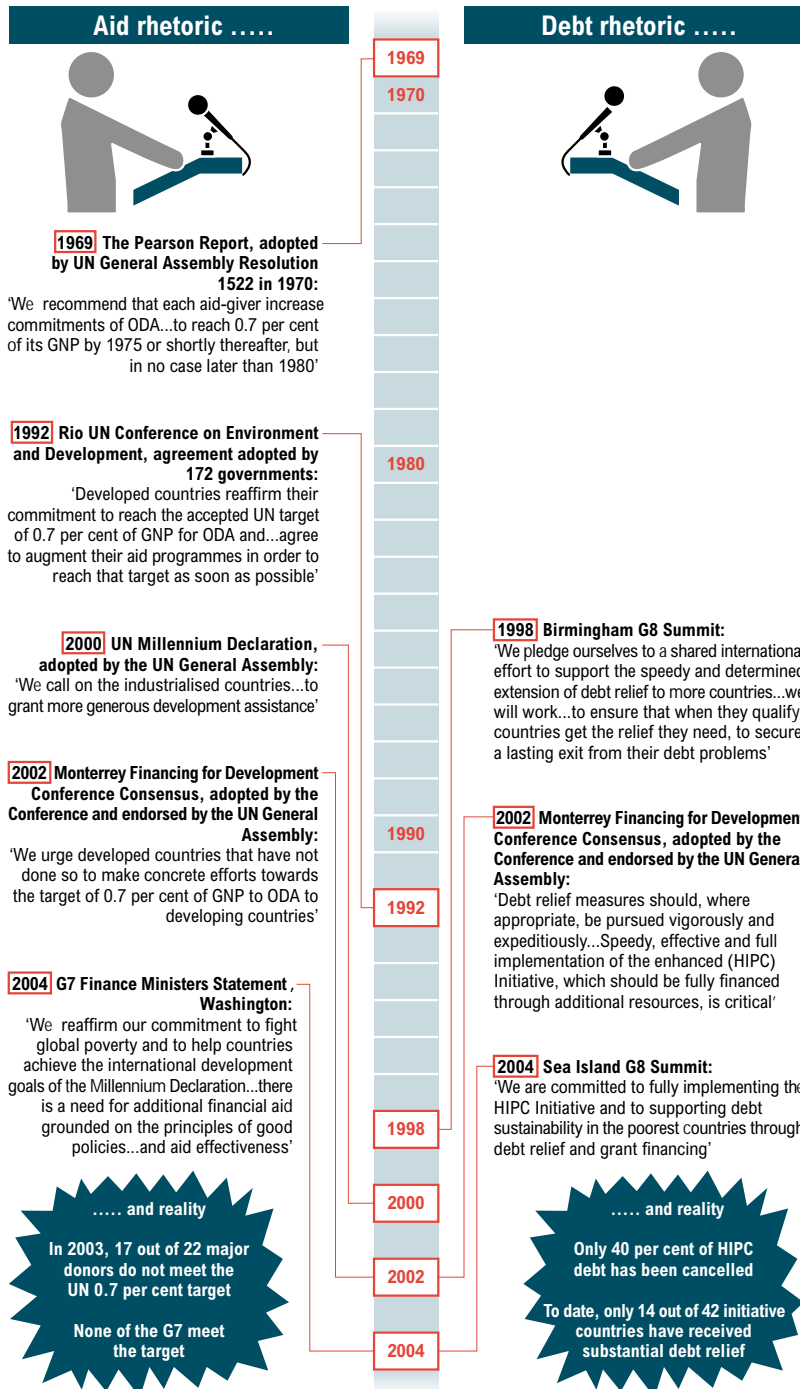 Aid rhetoric .....
1969 The Pearson Report, adopted
by UN General Assembly Resolution
1522 in 1970:
‘We recommend that each aid-giver increase
commitments of ODA...to reach 0.7 per cent
of its GNP by 1975 or shortly thereafter, but
in no case later than 1980’
1992 Rio UN Conference on Environment
and Development, agreement adopted by
172 governments:
‘Developed countries reaffirm their
commitment to reach the accepted UN target
of 0.7 per cent of GNP for ODA and...agree
to augment their aid programmes in order to
reach that target as soon as possible’
2000 UN Millennium Declaration,
adopted by the UN General Assembly:
‘We call on the industrialised countries...to
grant more generous development assistance’
2002 Monterrey Financing for Development
Conference Consensus, adopted by the
Conference and endorsed by the UN General
Assembly:
‘We urge developed countries that have not
done so to make concrete efforts towards
the target of 0.7 per cent of GNP to ODA to
developing countries’
2004 G7 Finance Ministers Statement,
Washington:
‘We reaffirm our commitment to fight
global poverty and to help countries
achieve the international development
goals of the Millennium Declaration...there
is a need for additional financial aid
grounded on the principles of good
policies...and aid effectiveness’
..... and reality
In 2003, 17 out of 22 major
donors do not meet the
UN 0.7 per cent target
None of the G7 meet
the target
1969
1970
1980
1990
1992
1998
2000
2002
2004
Debt rhetoric .....
1998 Birmingham G8 Summit:
‘We pledge ourselves to a shared internationa
effort to support the speedy and determined
extension of debt relief to more countries...we
will work...to ensure that when they qualify,
countries get the relief they need, to secure
a lasting exit from their debt problems’
2002 Monterrey Financing for Development
Conference Consensus, adopted by the
Conference and endorsed by the UN General
Assembly:
‘Debt relief measures should, where
appropriate, be pursued vigorously and
expeditiously...Speedy, effective and full
implementation of the enhanced (HIPC)
Initiative, which should be fully financed
through additional resources, is critical’
2004 Sea Island G8 Summit:
‘We are committed to fully implementing the
HIPC Initiative and to supporting debt
sustainability in the poorest countries through
debt relief and grant financing’
..... and reality
Only 40 per cent of HIPC
debt has been cancelled
To date, only 14 out of 42 initiative
countries have received
substantial debt relief